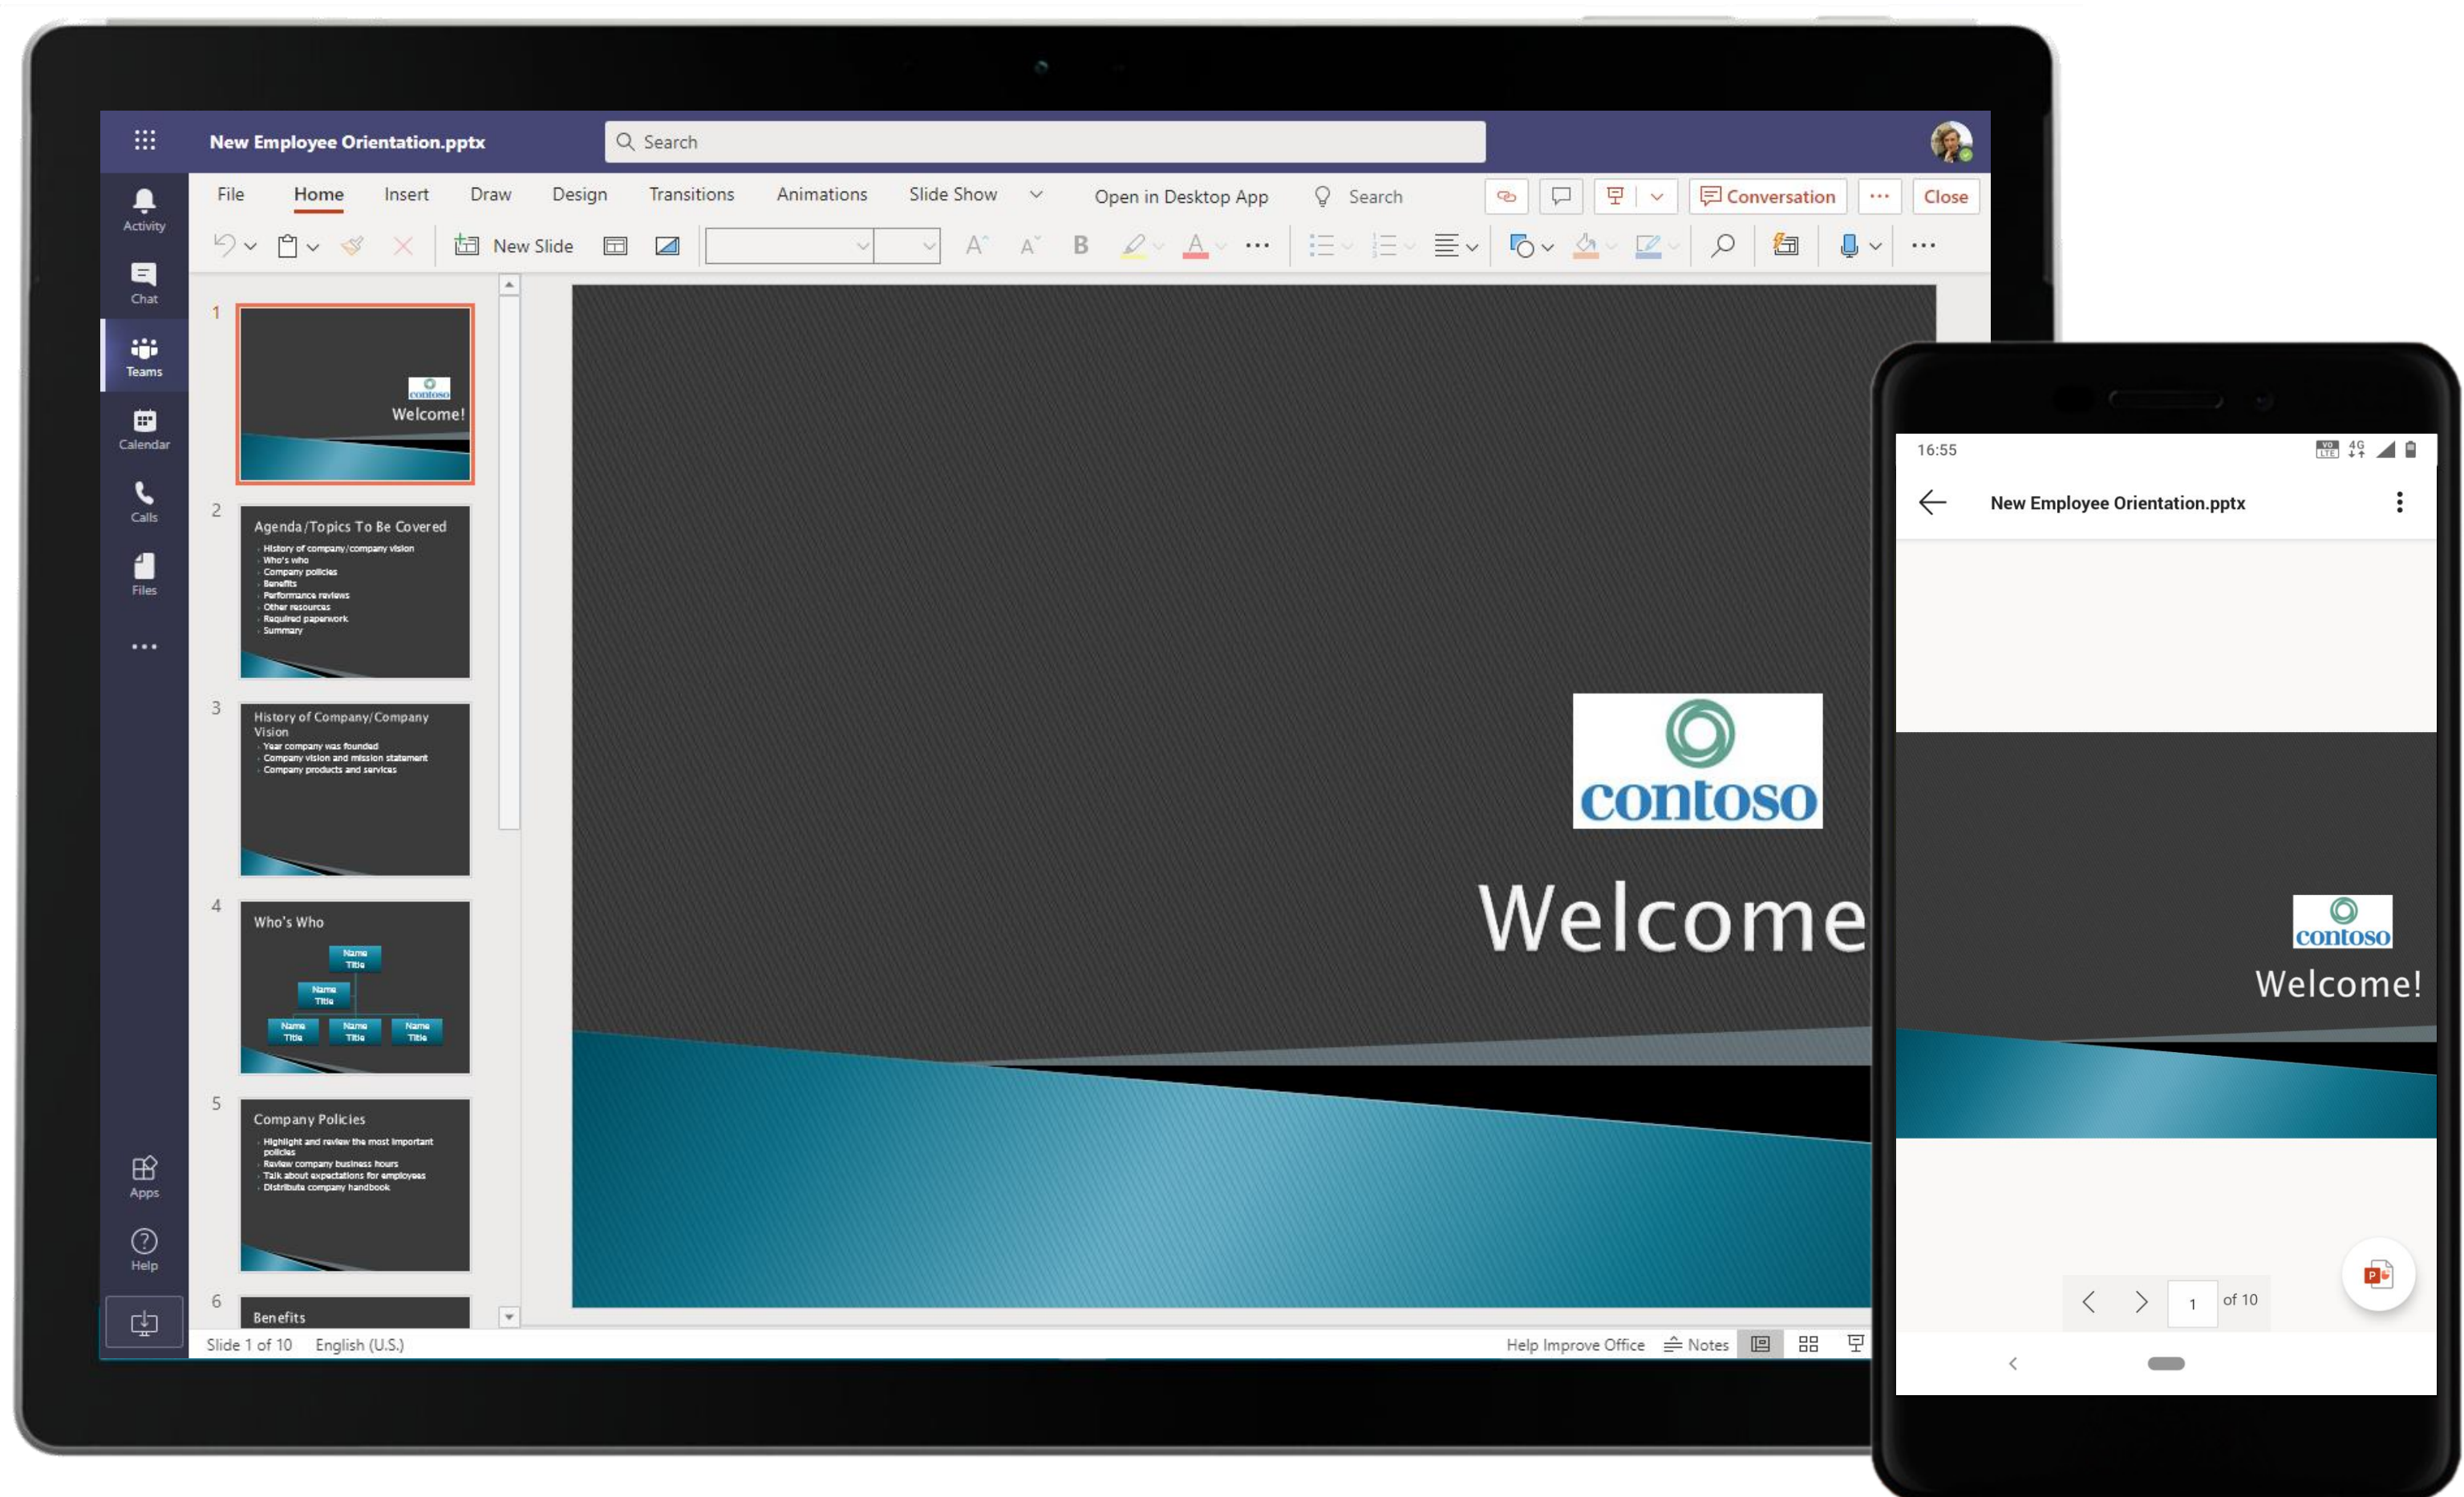 New Employee Orientation.pptx
Search
File Home Insert Draw Design Transitions Animations Slide Show Open in Desktop App Search Conversation Close
New Slide
Activity
Chat
Teams
Calendar
Calls
Files
Apps
Help
1
contoso
Welcome!
2
Agenda/Topics To Be Covered
History of company/company vision
Who's who
Company policies
Benefits
Performance reviews
Other resources
Required paperwork
Summary
3
History of Company/Company
Vision
Year company was founded
Company vision and mission statement
Company products and services
4
Who's Who
Name
Title
Name
Title
Name
Title
Name
Title
Name
Title
5
Company Policies
Highlight and review the most important
policies
Review company business hours
Talk about expectations for employees
Distribute company handbook
6
Benefits
contoso
Welcome
Slide 1 of 10 English (U.S.) Help Improve Office Notes
16:55 VO LTE 4G
New Employee Orientation.pptx
contoso
Welcome!
1 of 10